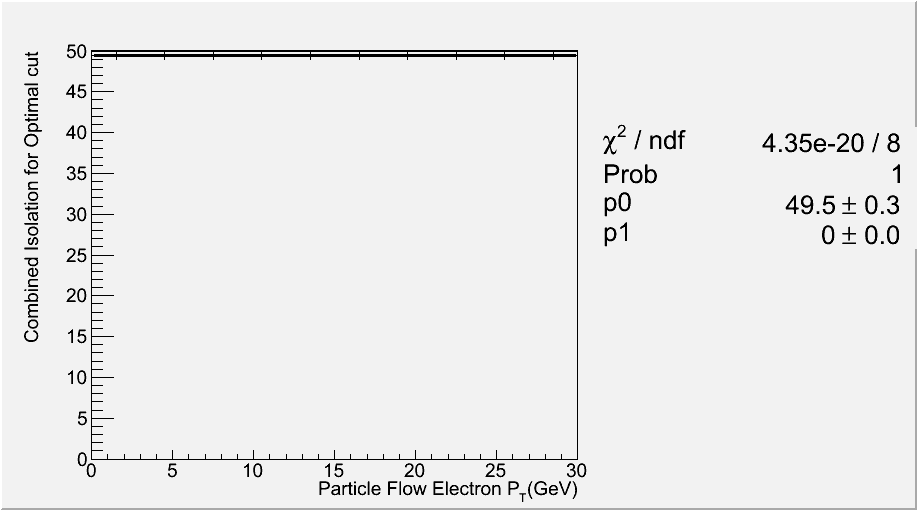 Combined Isolation for Optimal cut
50
45
40
35
30
25
20
15
10
5
0
0 5 10 15 20 25 30
Particle Flow Electron P_T(GeV)
χ² / ndf 4.35e-20 / 8
Prob 1
p0 49.5 ± 0.3
p1 0 ± 0.0